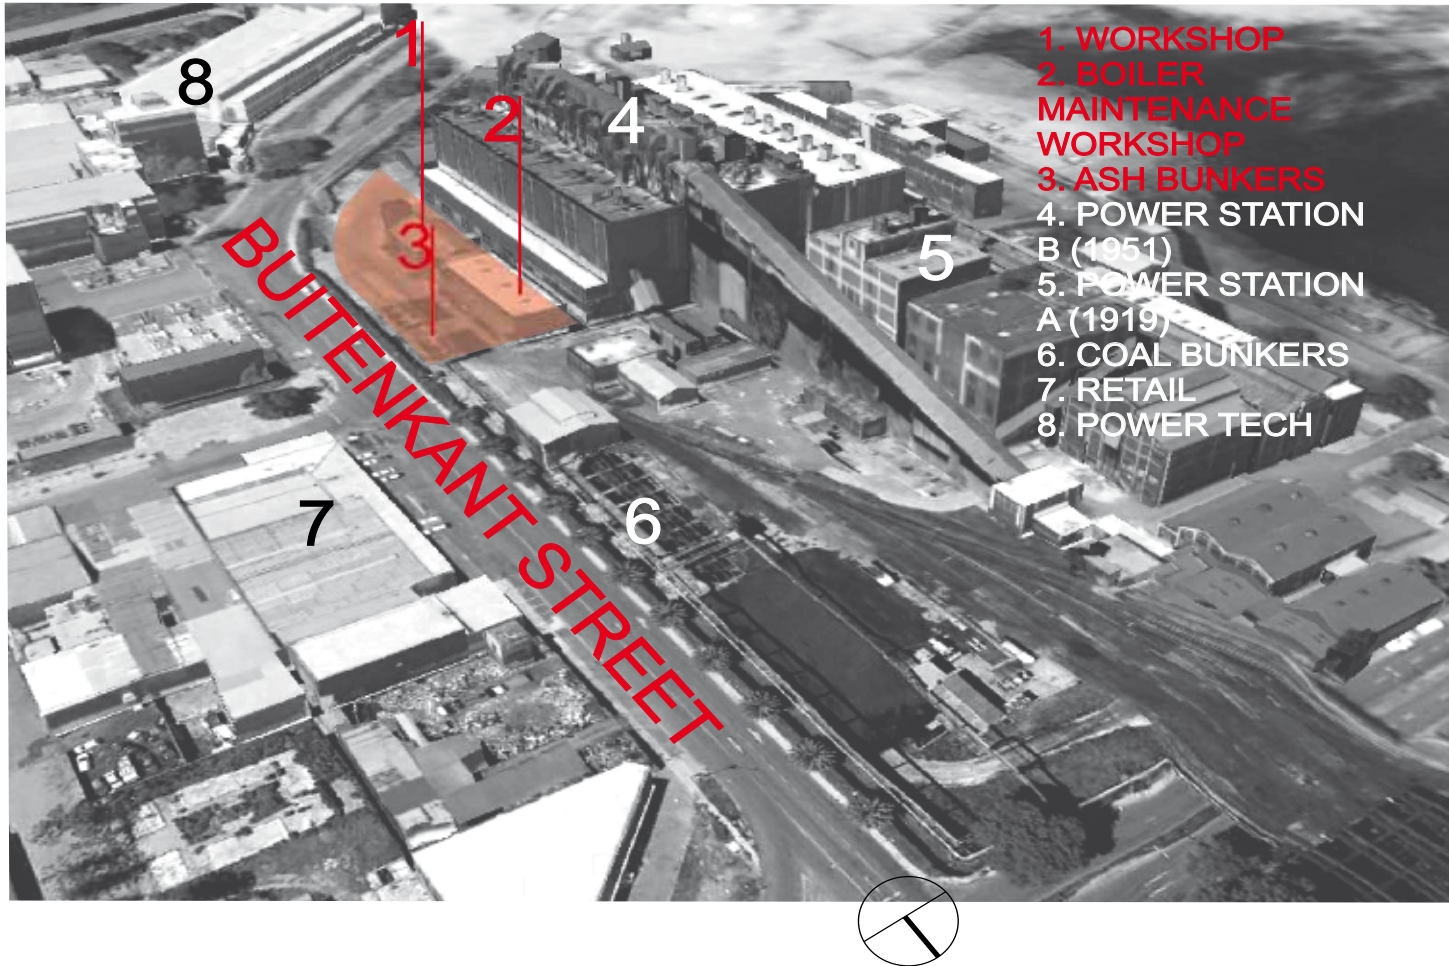 1
2
3
4
5
6
7
8
BUITENKANT STREET
1. WORKSHOP
2. BOILER
MAINTENANCE
WORKSHOP
3. ASH BUNKERS
4. POWER STATION
B (1951)
5. POWER STATION
A (1919)
6. COAL BUNKERS
7. RETAIL
8. POWER TECH